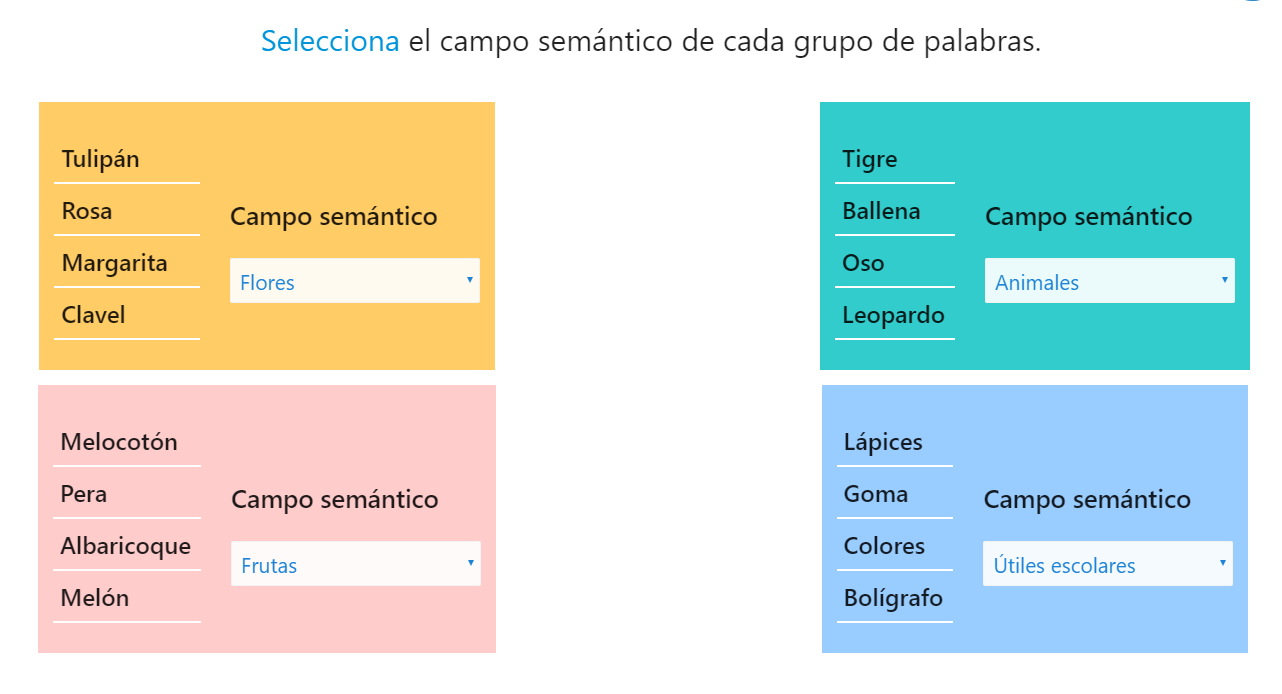 Selecciona el campo semántico de cada grupo de palabras.
Tulipán
Rosa
Margarita
Clavel
Campo semántico
Flores
Tigre
Ballena
Oso
Leopardo
Campo semántico
Animales
Melocotón
Pera
Albaricoque
Melón
Campo semántico
Frutas
Lápices
Goma
Colores
Bolígrafo
Campo semántico
Útiles escolares